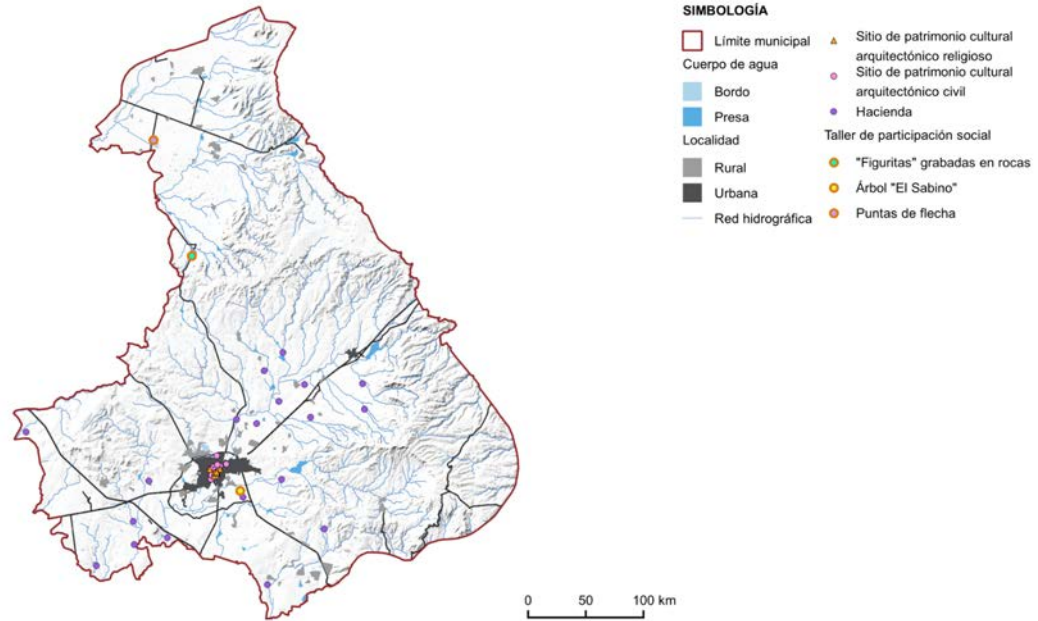 SIMBOLOGÍA
Límite municipal
Cuerpo de agua
Bordo
Presa
Localidad
Rural
Urbana
Red hidrográfica
Sitio de patrimonio cultural
arquitectónico religioso
Sitio de patrimonio cultural
arquitectónico civil
Hacienda
Taller de participación social
"Figuritas" grabadas en rocas
Árbol "El Sabino"
Puntas de flecha
0 50 100 km